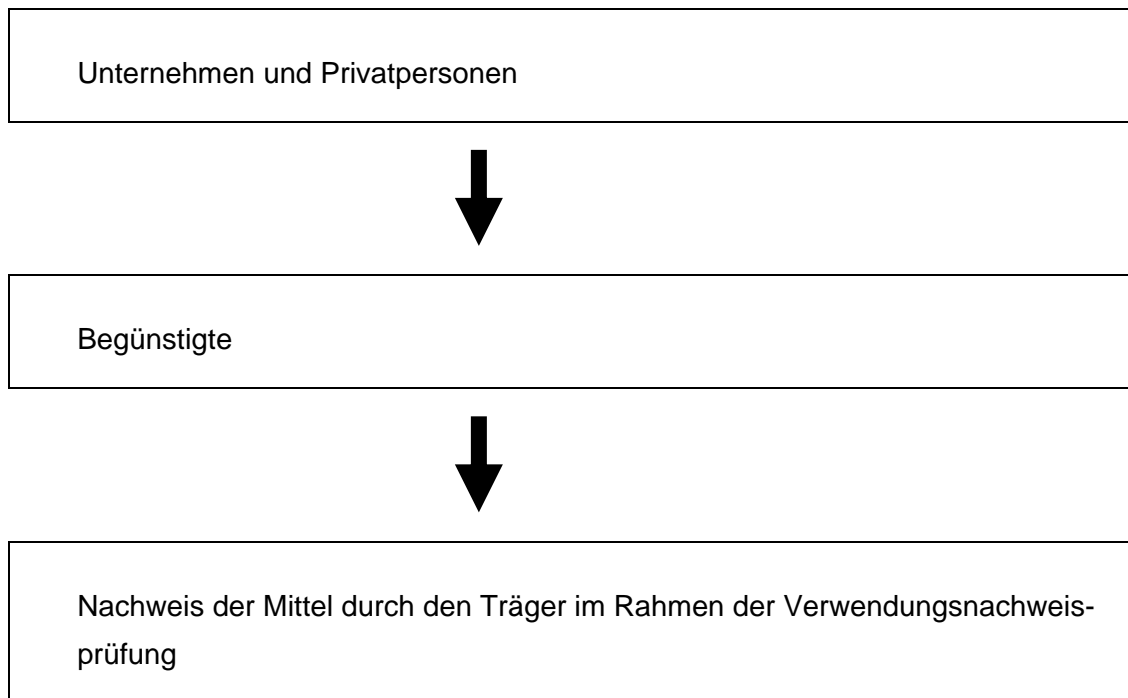 Unternehmen und Privatpersonen
Begünstigte
Nachweis der Mittel durch den Träger im Rahmen der Verwendungsnachweis-
prüfung